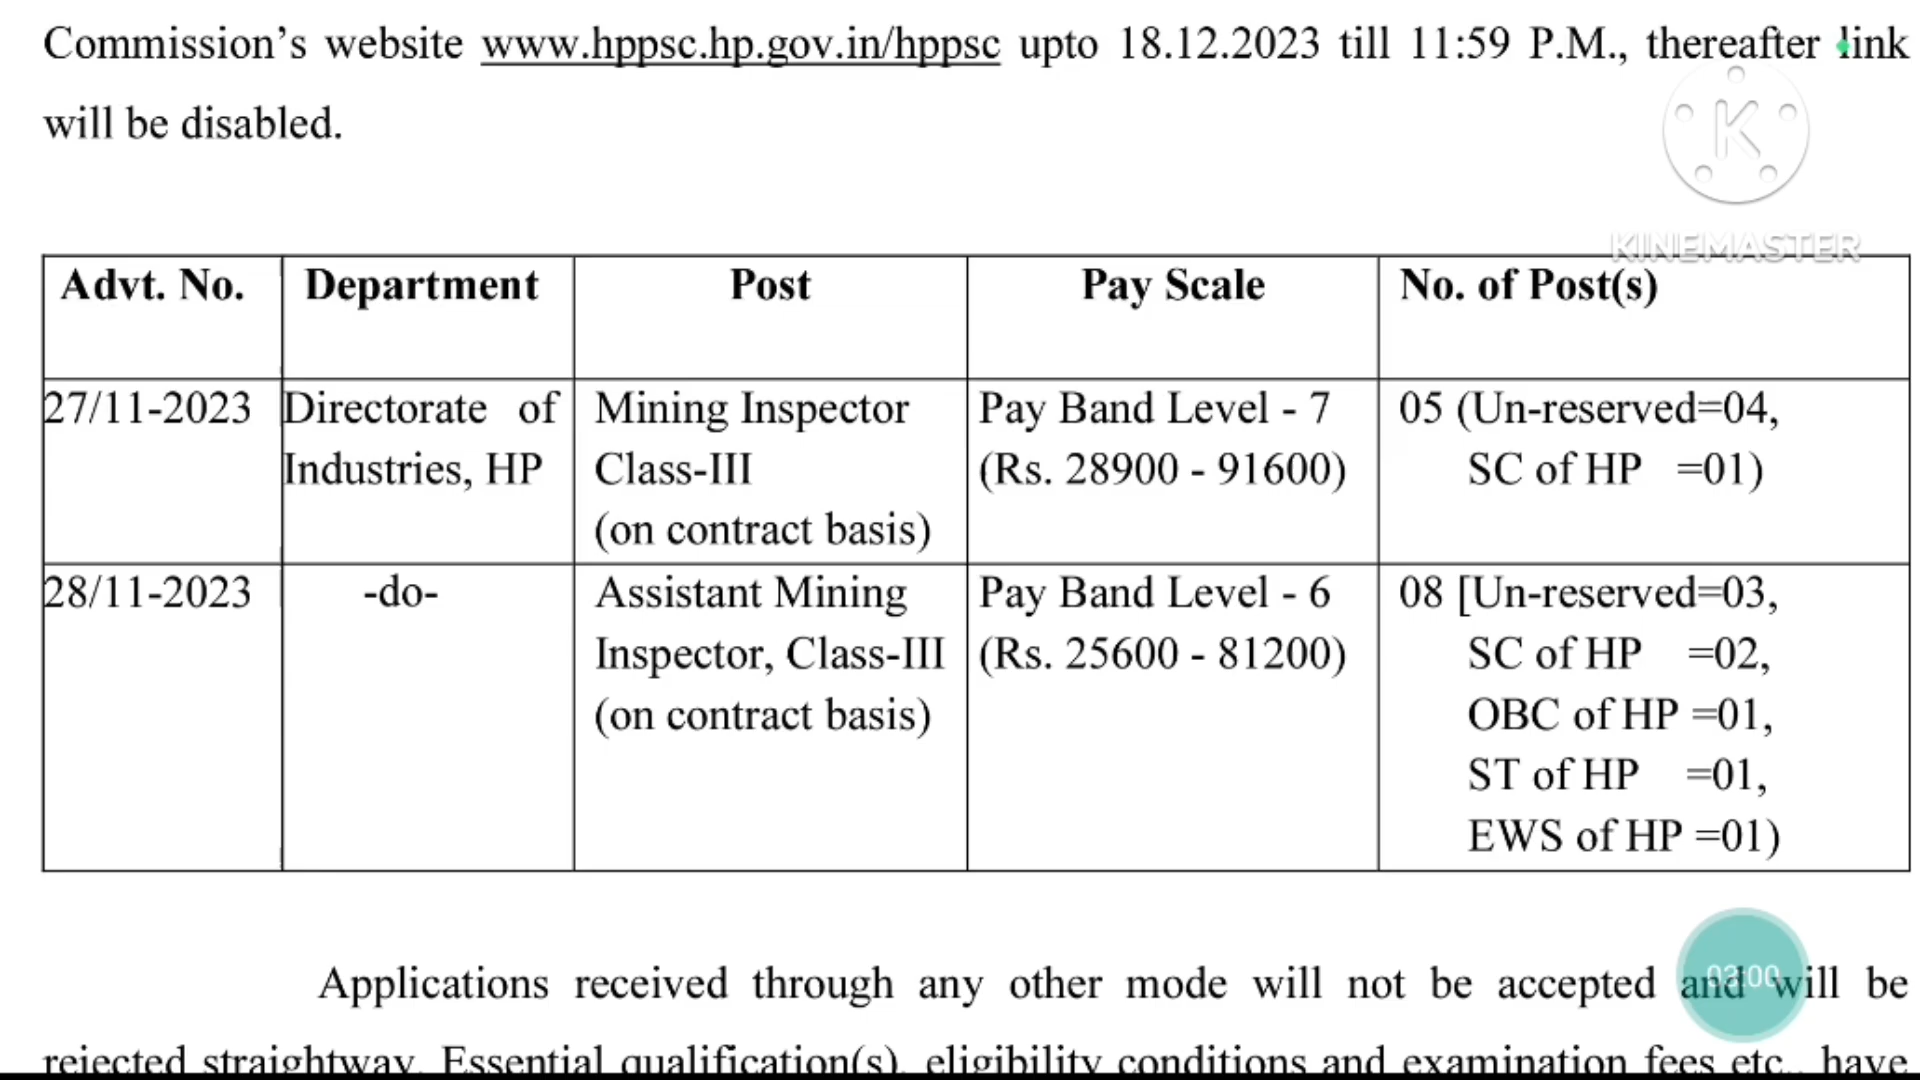 Commission’s website www.hppsc.hp.gov.in/hppsc upto 18.12.2023 till 11:59 P.M., thereafter link
will be disabled.
K
KINEMASTER
Advt. No. Department Post Pay Scale No. of Post(s)
27/11-2023 Directorate of Mining Inspector Pay Band Level - 7 05 (Un-reserved=04,
Industries, HP Class-III (Rs. 28900 - 91600) SC of HP =01)
(on contract basis)
28/11-2023 -do- Assistant Mining Pay Band Level - 6 08 [Un-reserved=03,
Inspector, Class-III (Rs. 25600 - 81200) SC of HP =02,
(on contract basis) OBC of HP =01,
ST of HP =01,
EWS of HP =01)
03:00
Applications received through any other mode will not be accepted and will be
rejected straightway. Essential qualification(s), eligibility conditions and examination fees etc., have